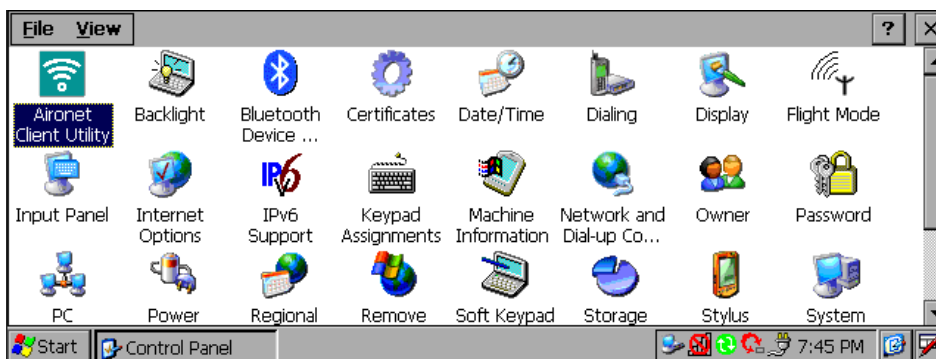 File View ?
Aironet Client Utility
Backlight
Bluetooth Device ...
Certificates
Date/Time
Dialing
Display
Flight Mode
Input Panel
Internet Options
IPv6 Support
Keypad Assignments
Machine Information
Network and Dial-up Co...
Owner
Password
PC
Power
Regional
Remove
Soft Keypad
Storage
Stylus
System
Start
Control Panel
7:45 PM